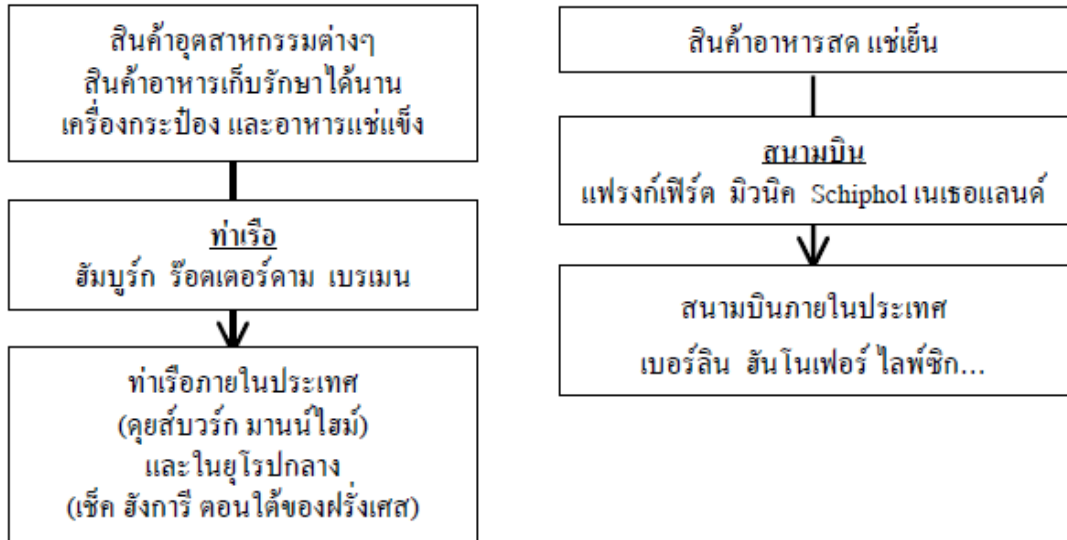 สินค้าอุตสาหกรรมต่างๆ
สินค้าอาหารเก็บรักษาได้นาน
เครื่องกระป๋อง และอาหารแช่แข็ง
ท่าเรือ
ฮัมบูร์ก ร๊อตเตอร์ดาม เบรเมน
ท่าเรือภายในประเทศ
(ดุยส์บวร์ก มานน์ไฮม์)
และในยุโรปกลาง
(เช็ค ฮังการี ตอนใต้ของฝรั่งเศส)
สินค้าอาหารสด แช่เย็น
สนามบิน
แฟรงก์เฟิร์ต มิวนิค Schiphol เนเธอแลนด์
สนามบินภายในประเทศ
เบอร์ลิน ฮันโนเฟอร์ ไลพ์ซิก...